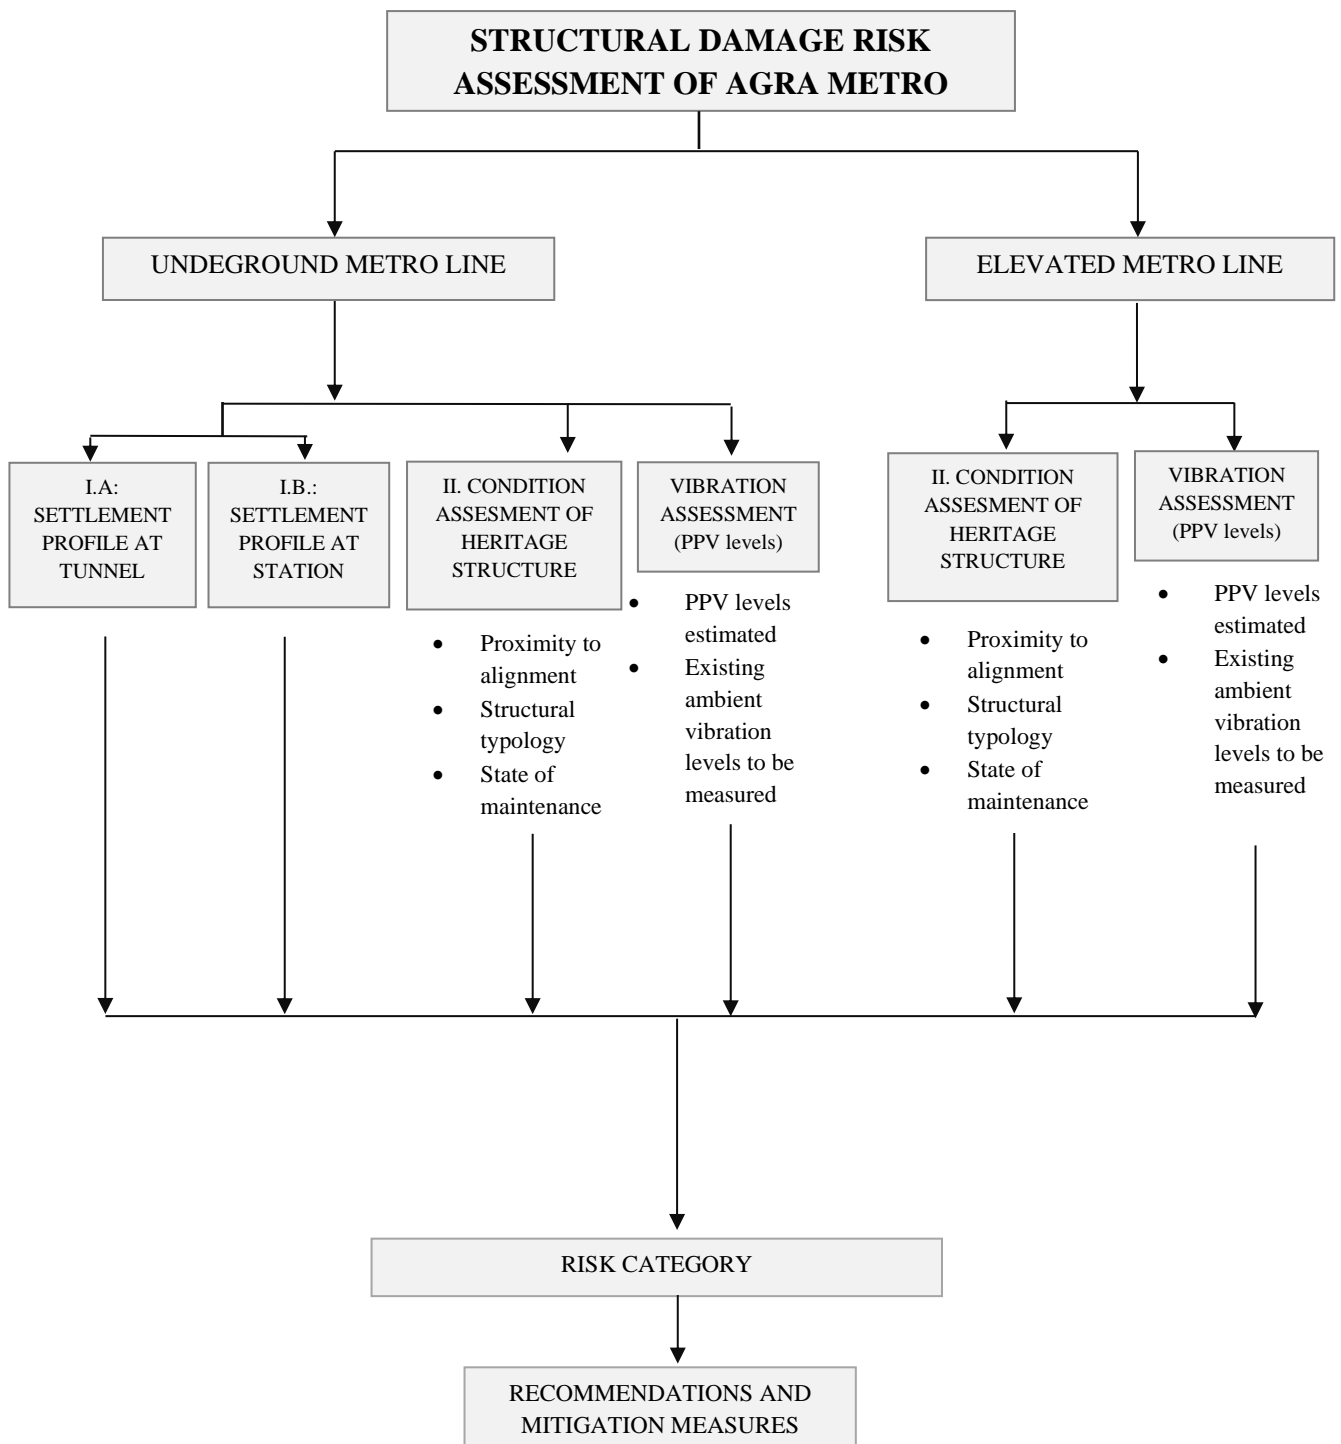 STRUCTURAL DAMAGE RISK
ASSESSMENT OF AGRA METRO
UNDEGROUND METRO LINE
ELEVATED METRO LINE
I.A:
SETTLEMENT
PROFILE AT
TUNNEL
I.B.:
SETTLEMENT
PROFILE AT
STATION
II. CONDITION
ASSESMENT OF
HERITAGE
STRUCTURE
• Proximity to
alignment
• Structural
typology
• State of
maintenance
VIBRATION
ASSESSMENT
(PPV levels)
• PPV levels
estimated
• Existing
ambient
vibration
levels to be
measured
II. CONDITION
ASSESMENT OF
HERITAGE
STRUCTURE
• Proximity to
alignment
• Structural
typology
• State of
maintenance
VIBRATION
ASSESSMENT
(PPV levels)
• PPV levels
estimated
• Existing
ambient
vibration
levels to be
measured
RISK CATEGORY
RECOMMENDATIONS AND
MITIGATION MEASURES